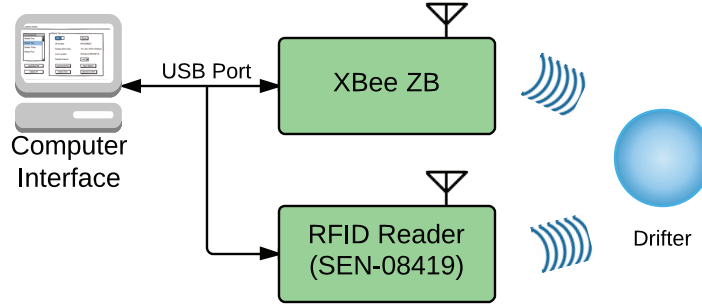 USB Port
XBee ZB
Computer
Interface
RFID Reader
(SEN-08419)
Drifter